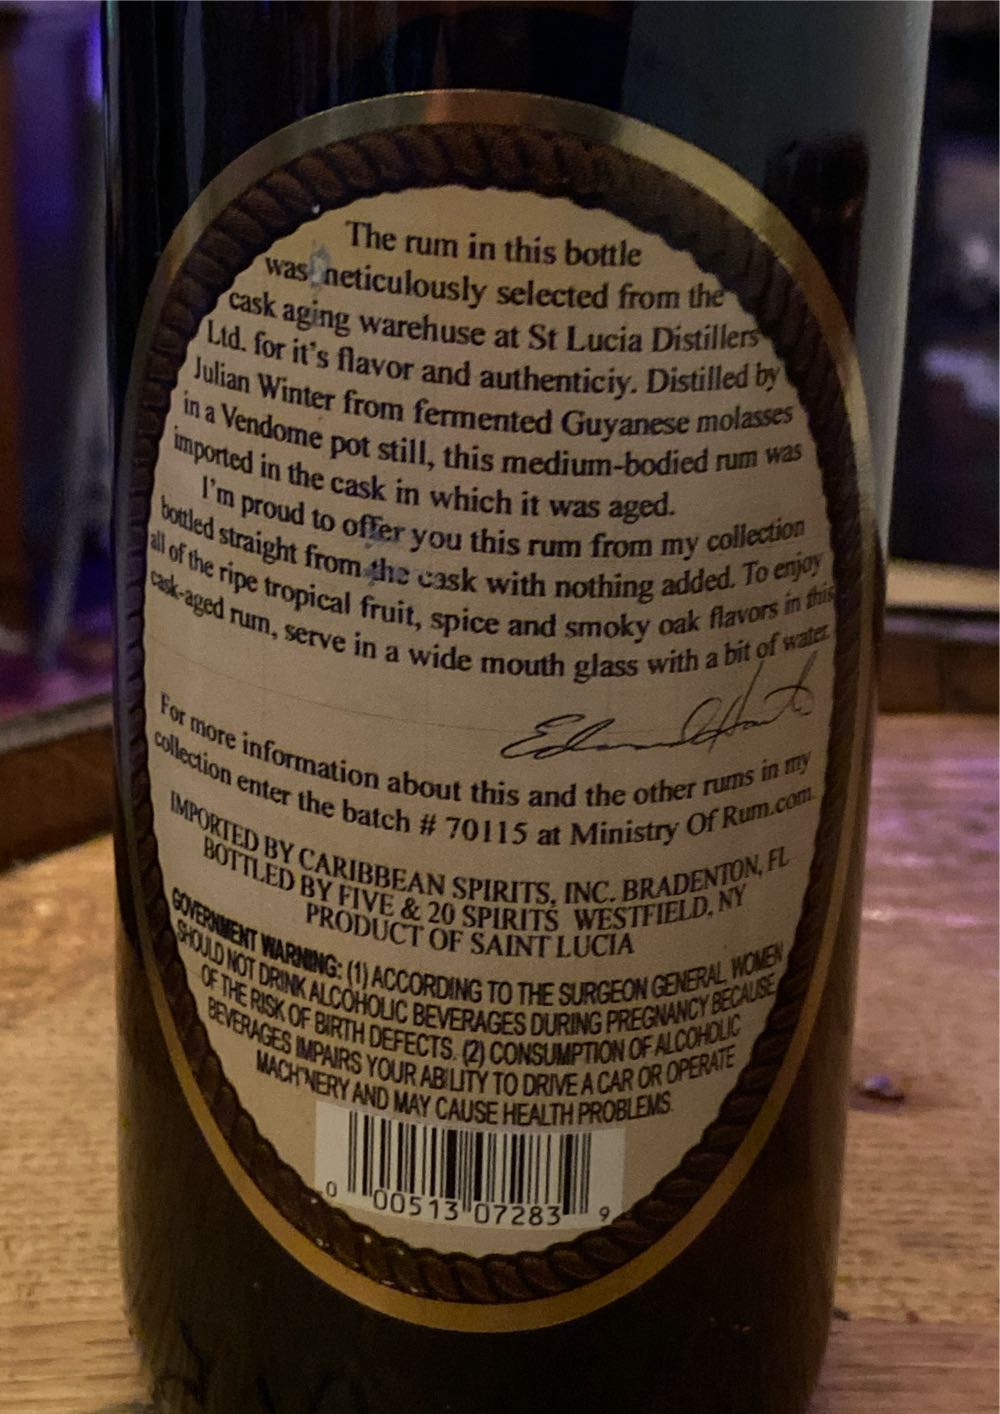 The rum in this bottle
was meticulously selected from the
cask aging warehuse at St Lucia Distillers
Ltd. for it's flavor and authenticiy. Distilled by
Julian Winter from fermented Guyanese molasses
in a Vendome pot still, this medium-bodied rum was
imported in the cask in which it was aged.
I'm proud to offer you this rum from my collection
bottled straight from the cask with nothing added. To enjoy
all of the ripe tropical fruit, spice and smoky oak flavors in this
cask-aged rum, serve in a wide mouth glass with a bit of water.
For more information about this and the other rums in my
collection enter the batch # 70115 at Ministry Of Rum.com
IMPORTED BY CARIBBEAN SPIRITS, INC. BRADENTON, FL
BOTTLED BY FIVE & 20 SPIRITS WESTFIELD, NY
PRODUCT OF SAINT LUCIA
GOVERNMENT WARNING: (1) ACCORDING TO THE SURGEON GENERAL WOMEN
SHOULD NOT DRINK ALCOHOLIC BEVERAGES DURING PREGNANCY BECAUSE
OF THE RISK OF BIRTH DEFECTS. (2) CONSUMPTION OF ALCOHOLIC
BEVERAGES IMPAIRS YOUR ABILITY TO DRIVE A CAR OR OPERATE
MACH'NERY AND MAY CAUSE HEALTH PROBLEMS
0 00513 07283 9